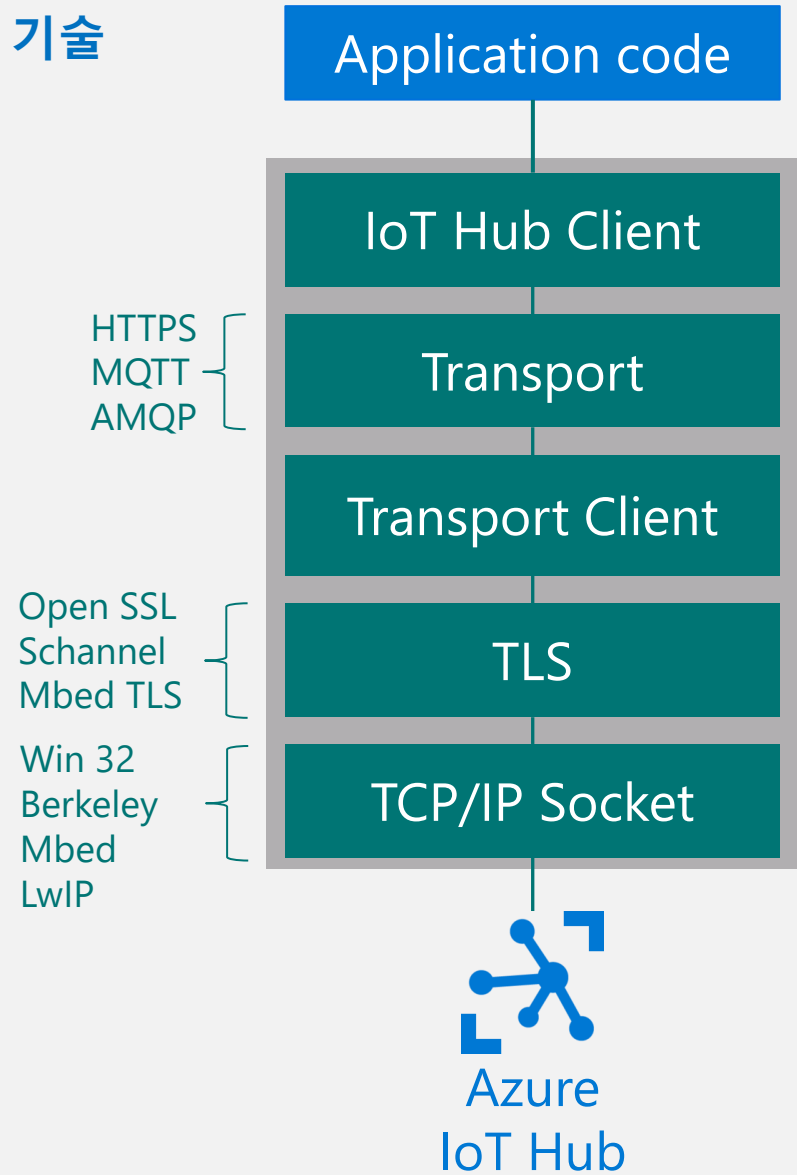 기술
Application code
IoT Hub Client
HTTPS
MQTT
AMQP
Transport
Transport Client
Open SSL
Schannel
Mbed TLS
TLS
Win 32
Berkeley
Mbed
LwIP
TCP/IP Socket
Azure
IoT Hub